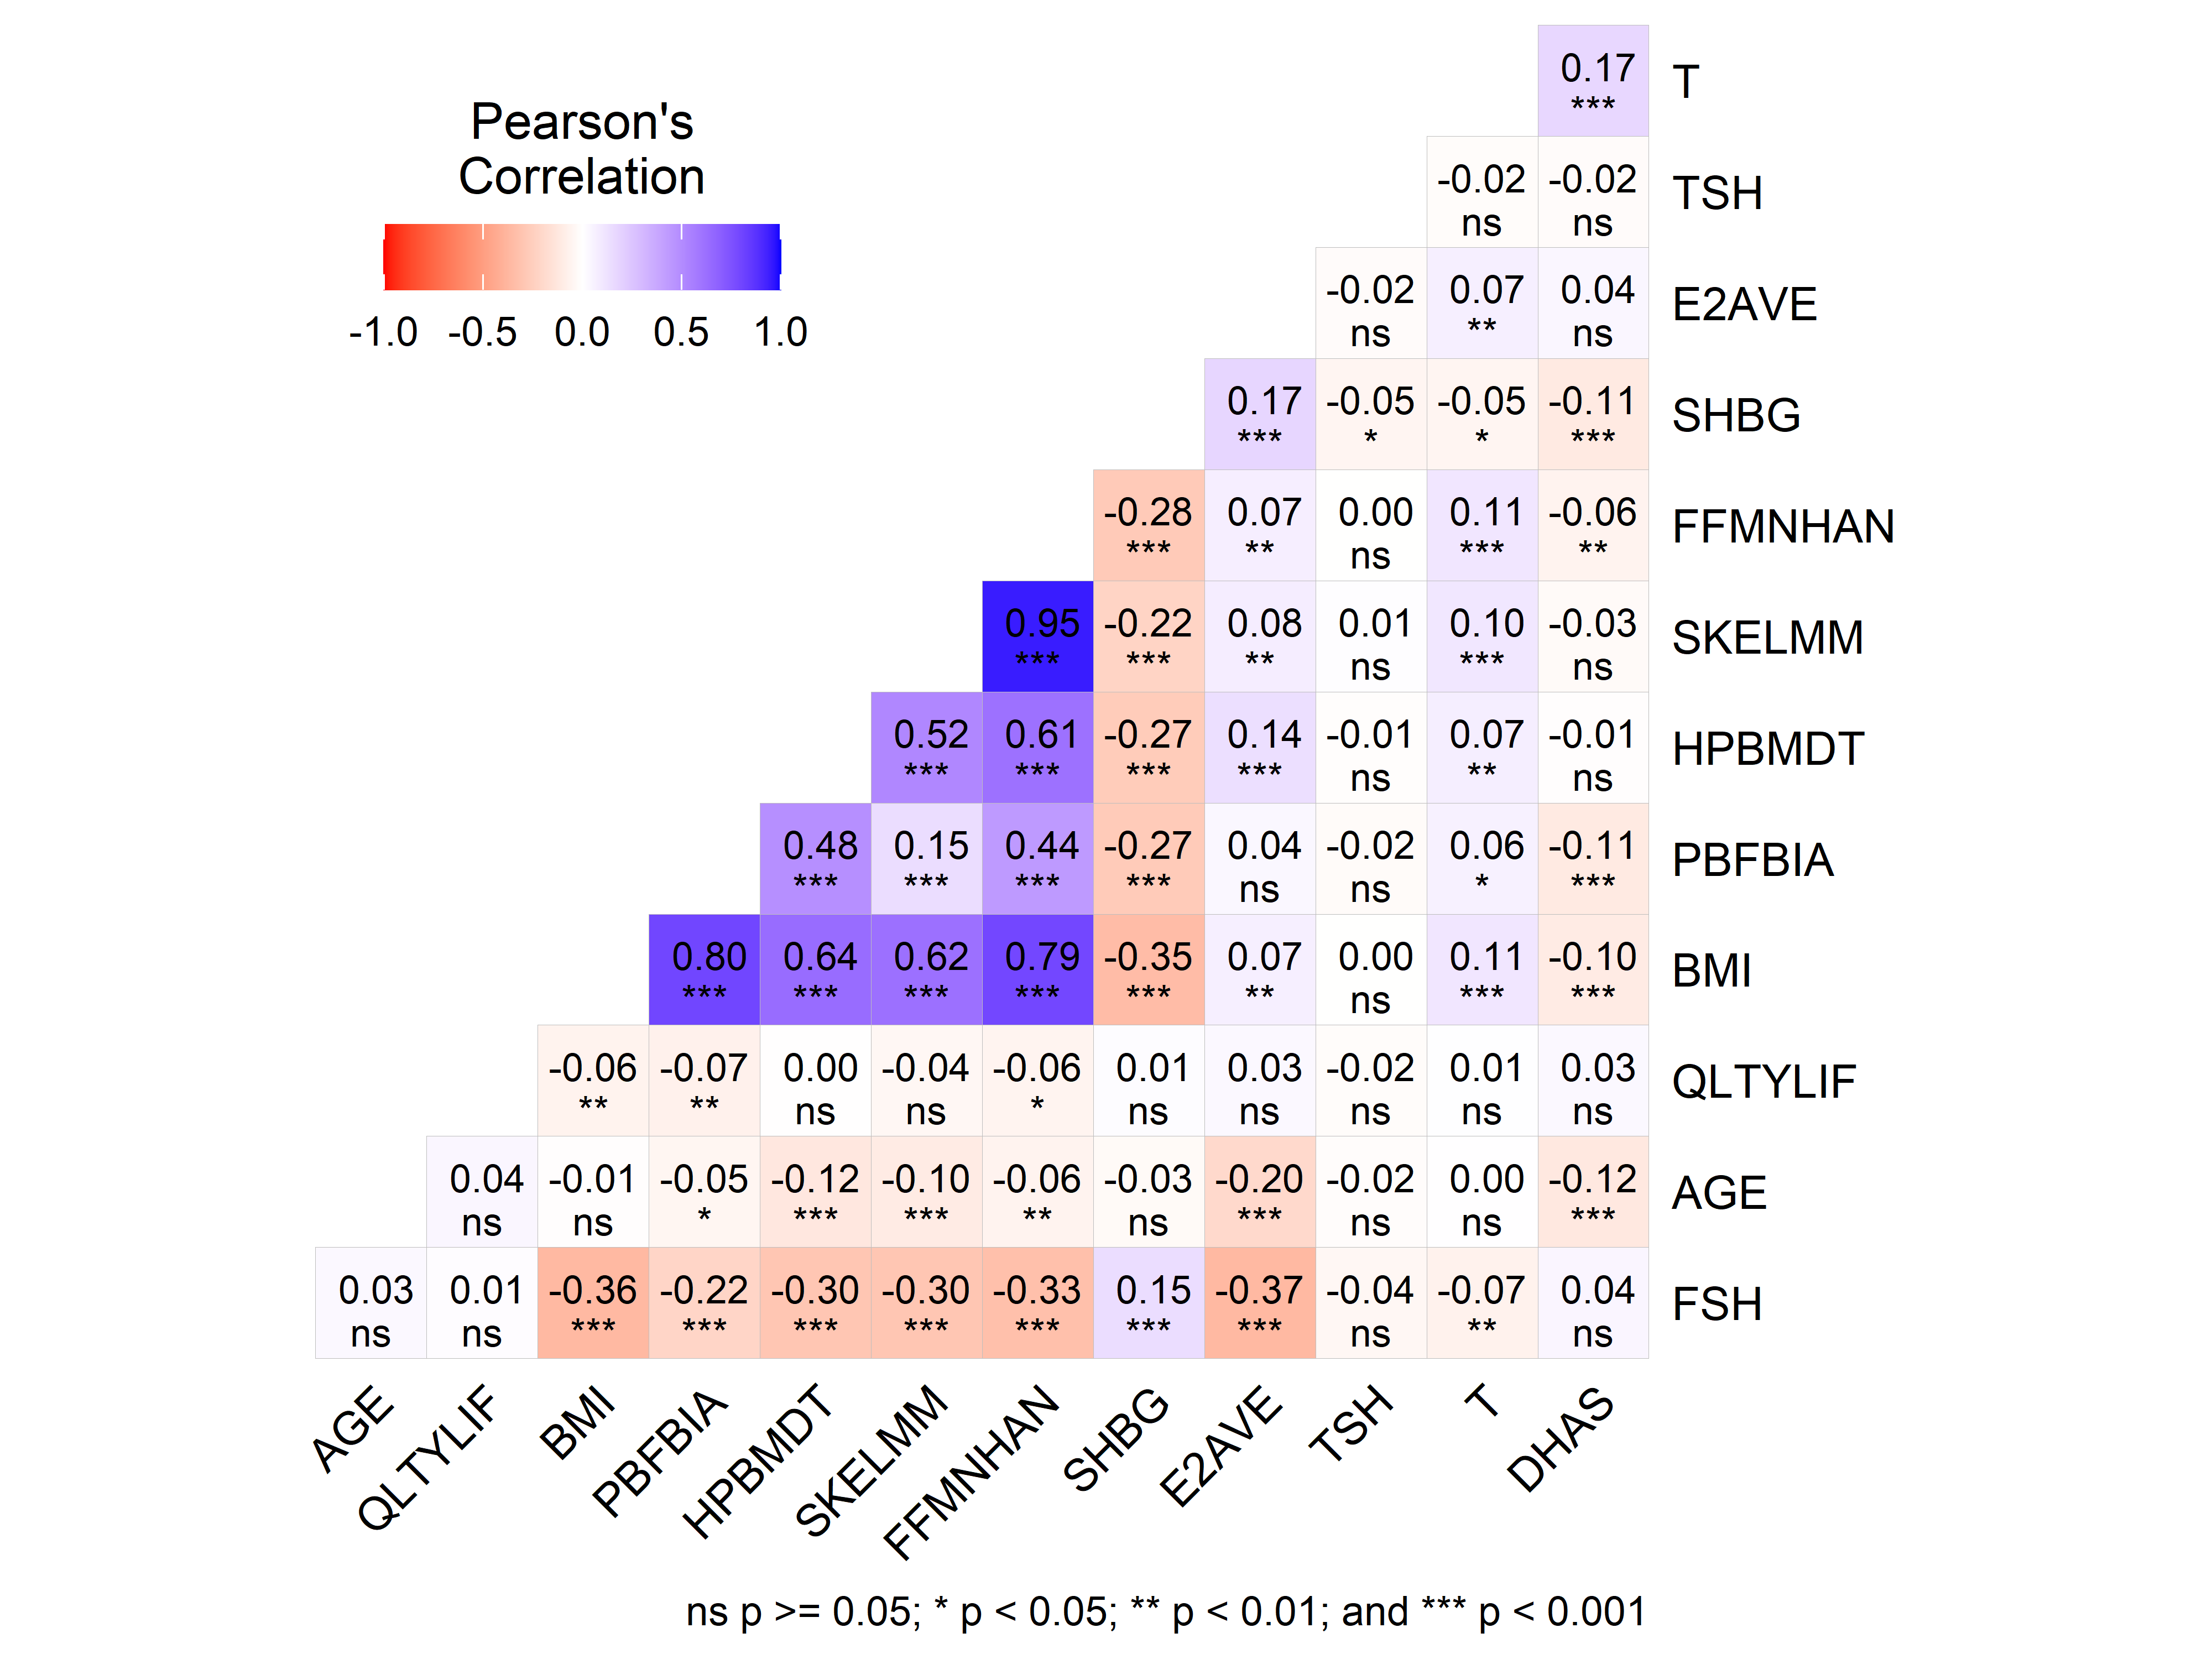 Pearson's
Correlation
-1.0 -0.5 0.0 0.5 1.0
0.17 T
***
-0.02 -0.02 TSH
ns ns
-0.02 0.07 0.04 E2AVE
ns ** ns
0.17 -0.05 -0.05 -0.11 SHBG
*** * * ***
-0.28 0.07 0.00 0.11 -0.06 FFMNHAN
*** ** ns *** **
0.95 -0.22 0.08 0.01 0.10 -0.03 SKELMM
*** *** ** ns *** ns
0.52 0.61 -0.27 0.14 -0.01 0.07 -0.01 HPBMDT
*** *** *** *** ns ** ns
0.48 0.15 0.44 -0.27 0.04 -0.02 0.06 -0.11 PBFBIA
*** *** *** *** ns ns * ***
0.80 0.64 0.62 0.79 -0.35 0.07 0.00 0.11 -0.10 BMI
*** *** *** *** *** ** ns *** ***
-0.06 -0.07 0.00 -0.04 -0.06 0.01 0.03 -0.02 0.01 0.03 QLTYLIF
** ** ns ns * ns ns ns ns ns
0.04 -0.01 -0.05 -0.12 -0.10 -0.06 -0.03 -0.20 -0.02 0.00 -0.12 AGE
ns ns * *** *** ** ns *** ns ns ***
0.03 0.01 -0.36 -0.22 -0.30 -0.30 -0.33 0.15 -0.37 -0.04 -0.07 0.04 FSH
ns ns *** *** *** *** *** *** *** ns ** ns
AGE QLTYLIF BMI PBFBIA HPBMDT SKELMM FFMNHAN SHBG E2AVE TSH T DHAS
ns p >= 0.05; * p < 0.05; ** p < 0.01; and *** p < 0.001